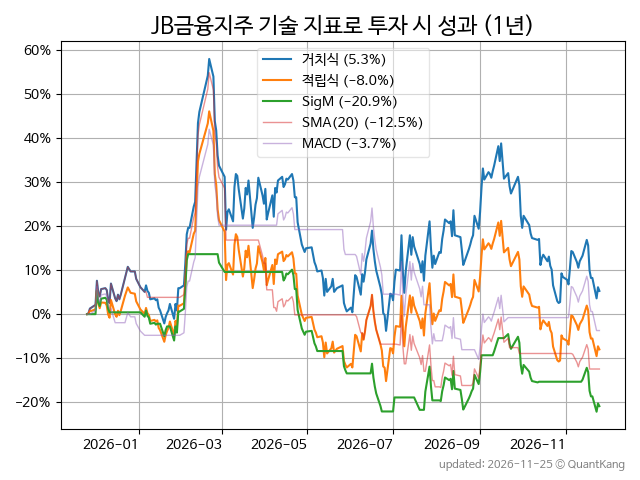 JB금융지주 기술 지표로 투자 시 성과 (1년)
거치식 (5.3%)
적립식 (−8.0%)
SigM (−20.9%)
SMA(20) (−12.5%)
MACD (−3.7%)
60%
50%
40%
30%
20%
10%
0%
−10%
−20%
2026-01 2026-03 2026-05 2026-07 2026-09 2026-11
updated: 2026-11-25 © QuantKang